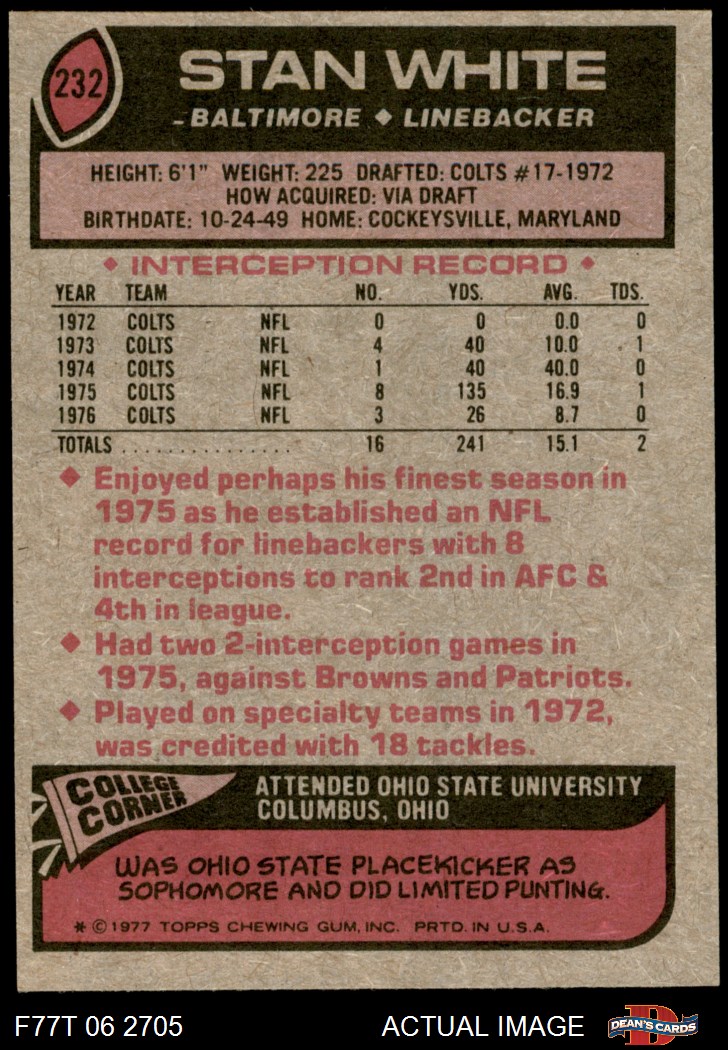 232
STAN WHITE
-BALTIMORE ♦ LINEBACKER
HEIGHT: 6'1" WEIGHT: 225 DRAFTED: COLTS #17-1972
HOW ACQUIRED: VIA DRAFT
BIRTHDATE: 10-24-49 HOME: COCKEYSVILLE, MARYLAND
♦ INTERCEPTION RECORD ♦
YEAR TEAM NO. YDS. AVG. TDS.
1972 COLTS NFL 0 0 0.0 0
1973 COLTS NFL 4 40 10.0 1
1974 COLTS NFL 1 40 40.0 0
1975 COLTS NFL 8 135 16.9 1
1976 COLTS NFL 3 26 8.7 0
TOTALS . . . . . . . . . . . . . . . 16 241 15.1 2
♦ Enjoyed perhaps his finest season in
1975 as he established an NFL
record for linebackers with 8
interceptions to rank 2nd in AFC &
4th in league.
♦ Had two 2-interception games in
1975, against Browns and Patriots.
♦ Played on specialty teams in 1972,
was credited with 18 tackles.
COLLEGE
CORNER
ATTENDED OHIO STATE UNIVERSITY
COLUMBUS, OHIO
WAS OHIO STATE PLACEKICKER AS
SOPHOMORE AND DID LIMITED PUNTING.
* © 1977 TOPPS CHEWING GUM, INC. PRTD. IN U.S.A.
F77T 06 2705 ACTUAL IMAGE
D
DEAN'S CARDS